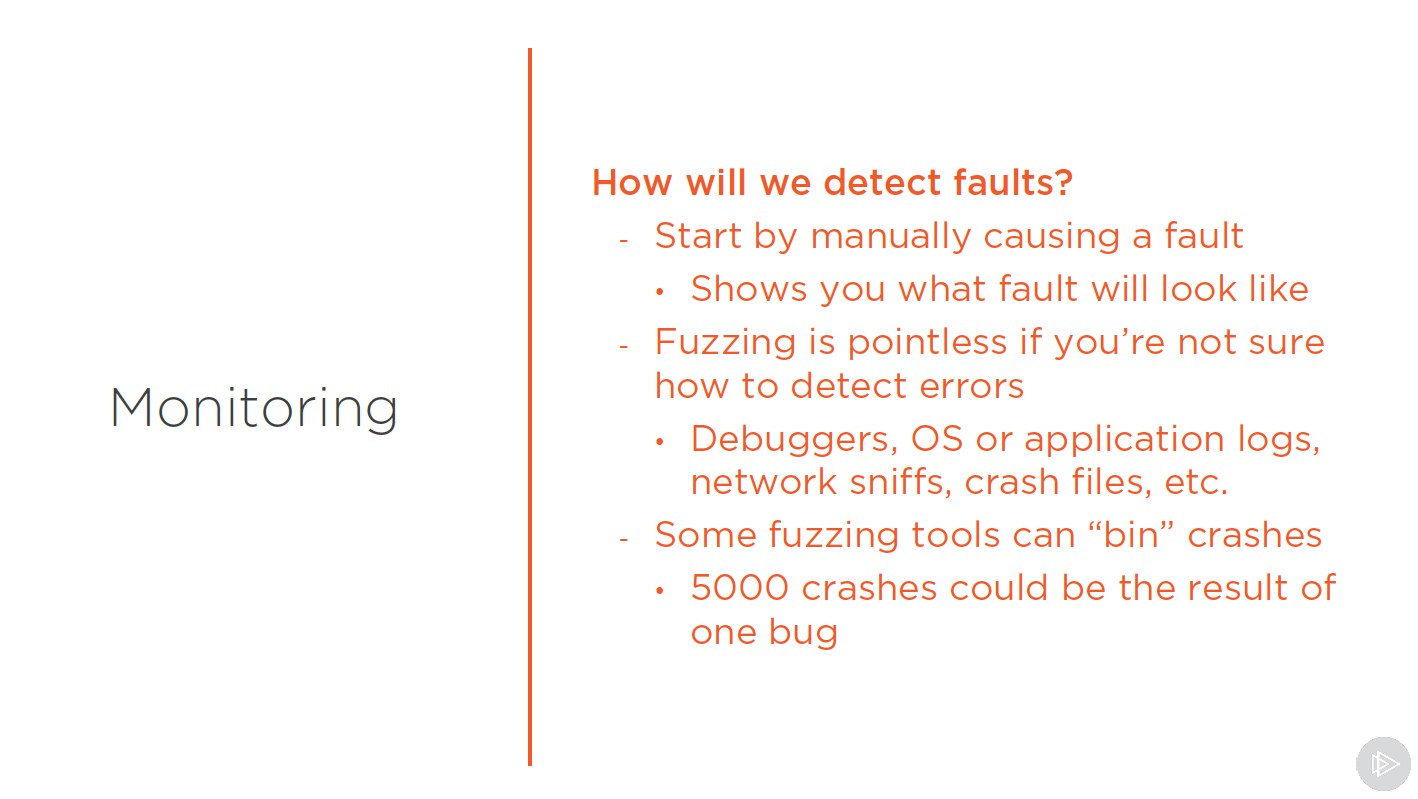 Monitoring
How will we detect faults?
- Start by manually causing a fault
• Shows you what fault will look like
- Fuzzing is pointless if you’re not sure
how to detect errors
• Debuggers, OS or application logs,
network sniffs, crash files, etc.
- Some fuzzing tools can “bin” crashes
• 5000 crashes could be the result of
one bug